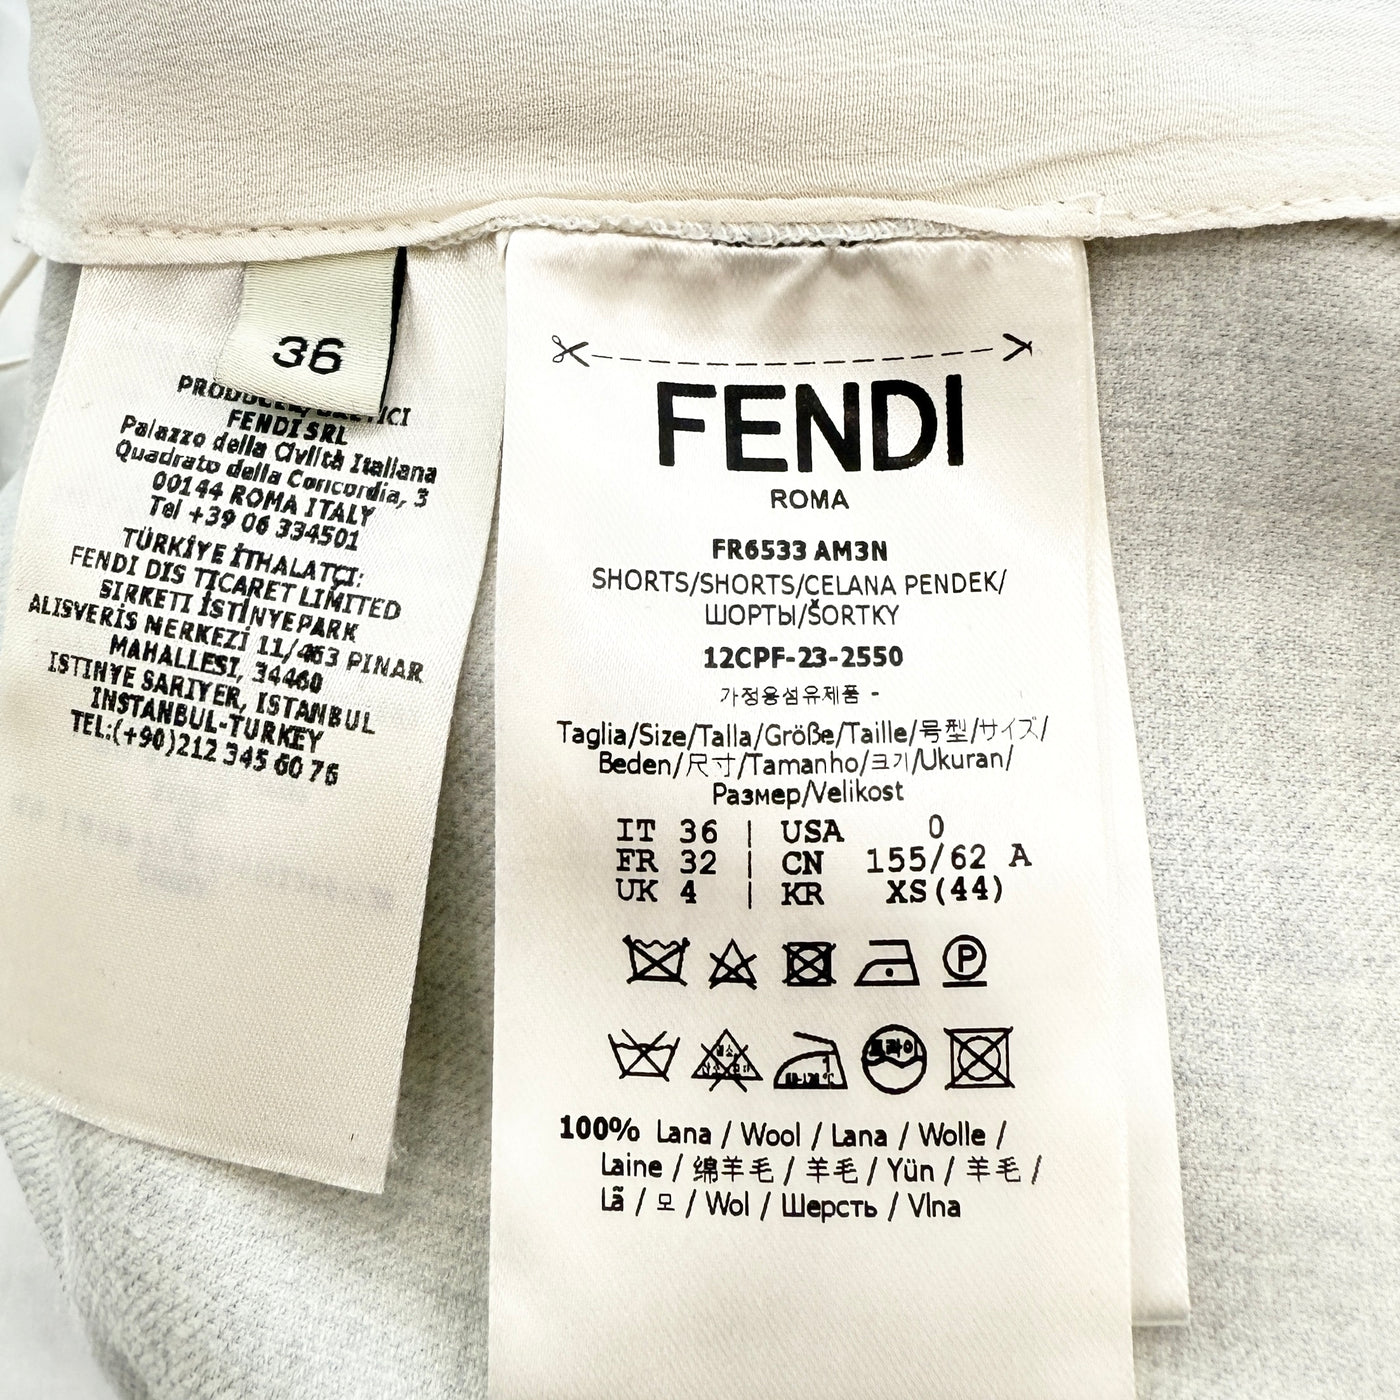 36
FENDI SRL
Palazzo della Civiltà Italiana
Quadrato della Concordia, 3
00144 ROMA ITALY
Tel +39 06 334501
TÜRKİYE İTHALATÇI:
FENDI DIS TICARET LIMITED
SIRKETI İSTİNYEPARK
ALISVERİS MERKEZİ 11/463 PINAR
MAHALLESI, 34460
ISTINYE SARIYER, ISTANBUL
INSTANBUL-TURKEY
TEL:(+90)212 345 60 76
FENDI
ROMA
FR6533 AM3N
SHORTS/SHORTS/CELANA PENDEK/
ШОРТЫ/ŠORTKY
12CPF-23-2550
가정용섬유제품 -
Taglia/Size/Talla/Größe/Taille/号型/サイズ/
Beden/尺寸/Tamanho/크기/Ukuran/
Размер/Velikost
IT 36 | USA 0
FR 32 | CN 155/62 A
UK 4 | KR XS(44)
P
드라이
100% Lana / Wool / Lana / Wolle /
Laine / 绵羊毛 / 羊毛 / Yün / 羊毛 /
Lã / 모 / Wol / Шерсть / Vlna